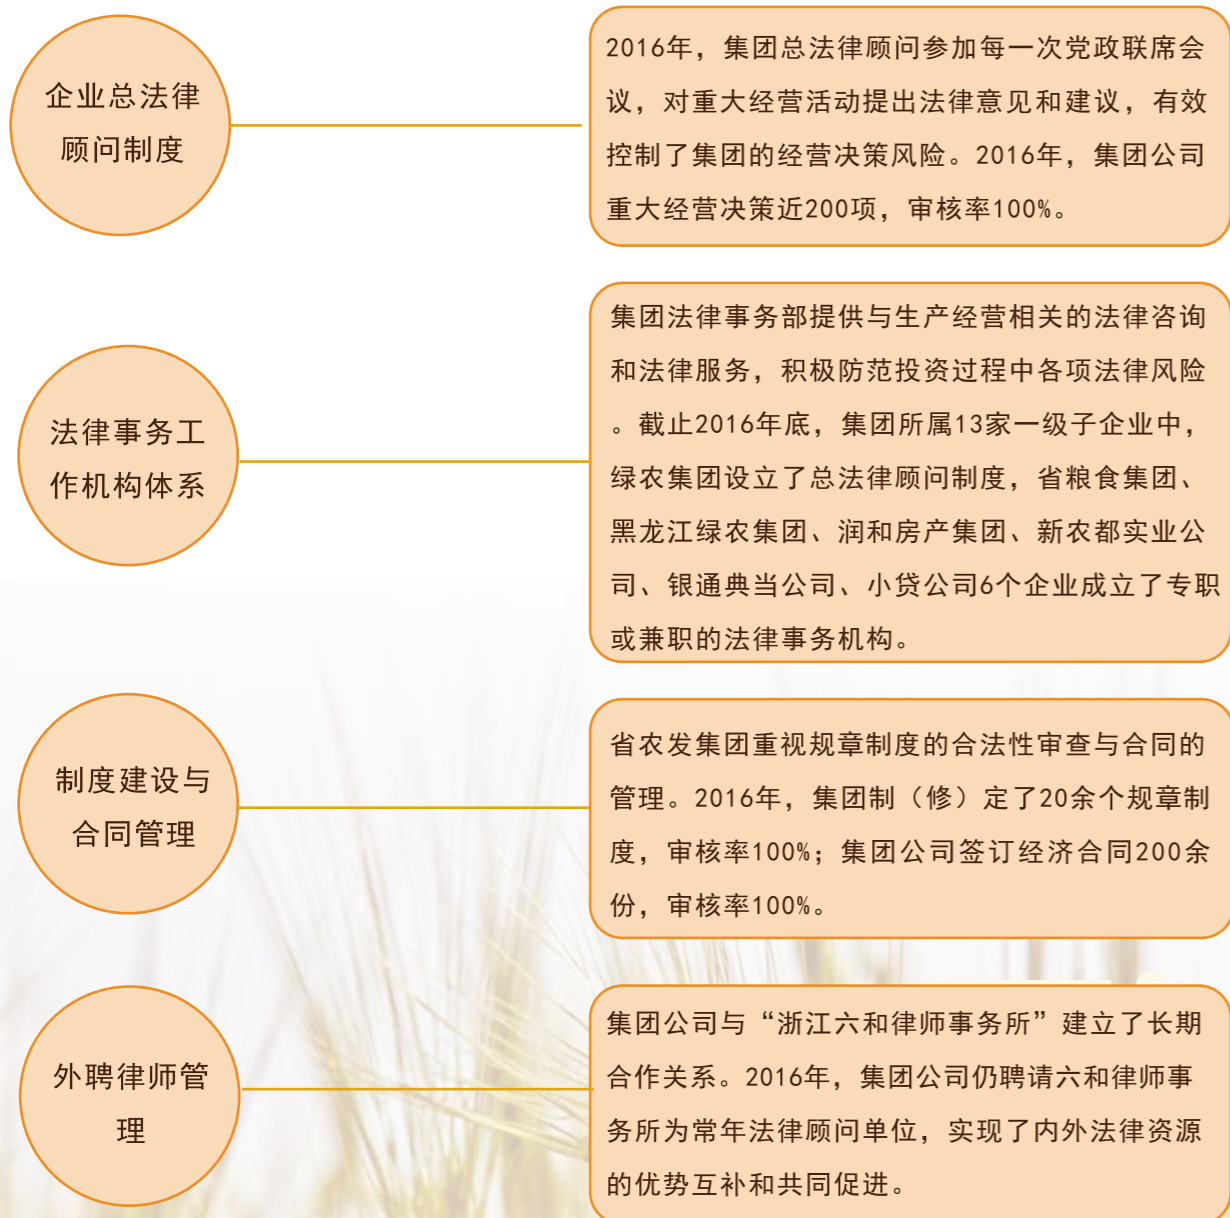 企业总法律
顾问制度
2016年，集团总法律顾问参加每一次党政联席会
议，对重大经营活动提出法律意见和建议，有效
控制了集团的经营决策风险。2016年，集团公司
重大经营决策近200项，审核率100%。
法律事务工
作机构体系
集团法律事务部提供与生产经营相关的法律咨询
和法律服务，积极防范投资过程中各项法律风险
。截止2016年底，集团所属13家一级子企业中，
绿农集团设立了总法律顾问制度，省粮食集团、
黑龙江绿农集团、润和房产集团、新农都实业公
司、银通典当公司、小贷公司6个企业成立了专职
或兼职的法律事务机构。
制度建设与
合同管理
省农发集团重视规章制度的合法性审查与合同的
管理。2016年，集团制（修）定了20余个规章制
度，审核率100%；集团公司签订经济合同200余
份，审核率100%。
外聘律师管
理
集团公司与“浙江六和律师事务所”建立了长期
合作关系。2016年，集团公司仍聘请六和律师事
务所为常年法律顾问单位，实现了内外法律资源
的优势互补和共同促进。